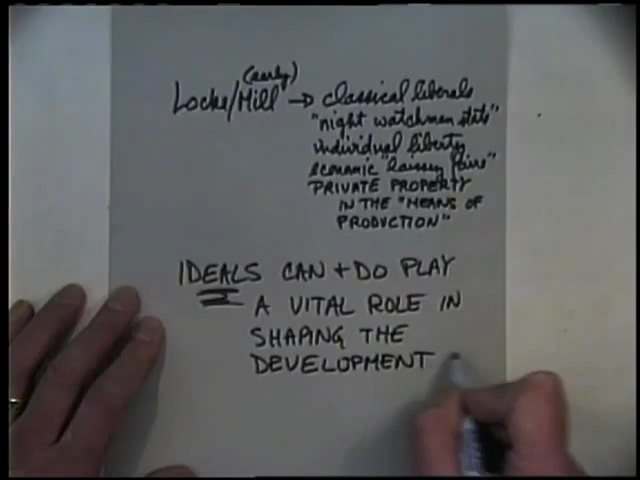 (early)
Locke/Mill → classical liberals
"night watchmen state"
individual liberty
economic "laissez faire"
PRIVATE PROPERTY
IN THE "MEANS OF
PRODUCTION"
IDEALS CAN + DO PLAY
A VITAL ROLE IN
SHAPING THE
DEVELOPMENT